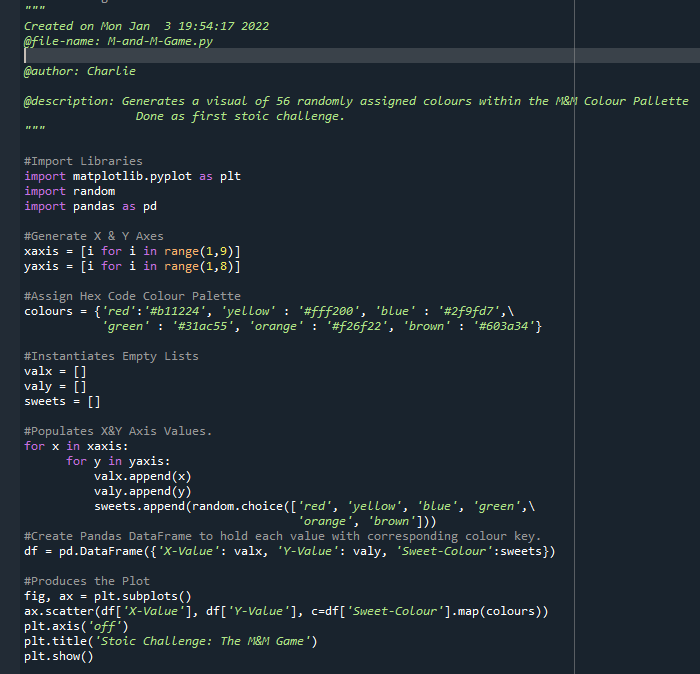 """
Created on Mon Jan  3 19:54:17 2022
@file-name: M-and-M-Game.py

@author: Charlie

@description: Generates a visual of 56 randomly assigned colours within the M&M Colour Pallette
                Done as first stoic challenge.
"""

#Import Libraries
import matplotlib.pyplot as plt
import random
import pandas as pd

#Generate X & Y Axes
xaxis = [i for i in range(1,9)]
yaxis = [i for i in range(1,8)]

#Assign Hex Code Colour Palette
colours = {'red':'#b11224', 'yellow' : '#fff200', 'blue' : '#2f9fd7',\
           'green' : '#31ac55', 'orange' : '#f26f22', 'brown' : '#603a34'}

#Instantiates Empty Lists
valx = []
valy = []
sweets = []

#Populates X&Y Axis Values.
for x in xaxis:
      for y in yaxis:
          valx.append(x)
          valy.append(y)
          sweets.append(random.choice(['red', 'yellow', 'blue', 'green',\
                                       'orange', 'brown']))
#Create Pandas DataFrame to hold each value with corresponding colour key.
df = pd.DataFrame({'X-Value': valx, 'Y-Value': valy, 'Sweet-Colour':sweets})

#Produces the Plot
fig, ax = plt.subplots()
ax.scatter(df['X-Value'], df['Y-Value'], c=df['Sweet-Colour'].map(colours))
plt.axis('off')
plt.title('Stoic Challenge: The M&M Game')
plt.show()